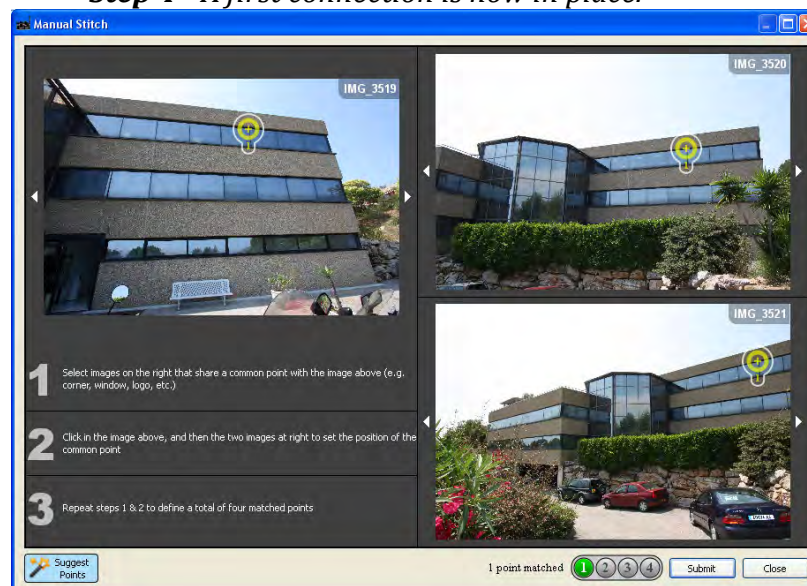 Step 4 - A first connection is now in place.
Manual Stitch
IMG_3519
IMG_3520
IMG_3521
1
Select images on the right that share a common point with the image above (e.g.
corner, window, logo, etc.)
2
Click in the image above, and then the two images at right to set the position of the
common point
3
Repeat steps 1 & 2 to define a total of four matched points
Suggest
Points
1 point matched
1 2 3 4
Submit
Close